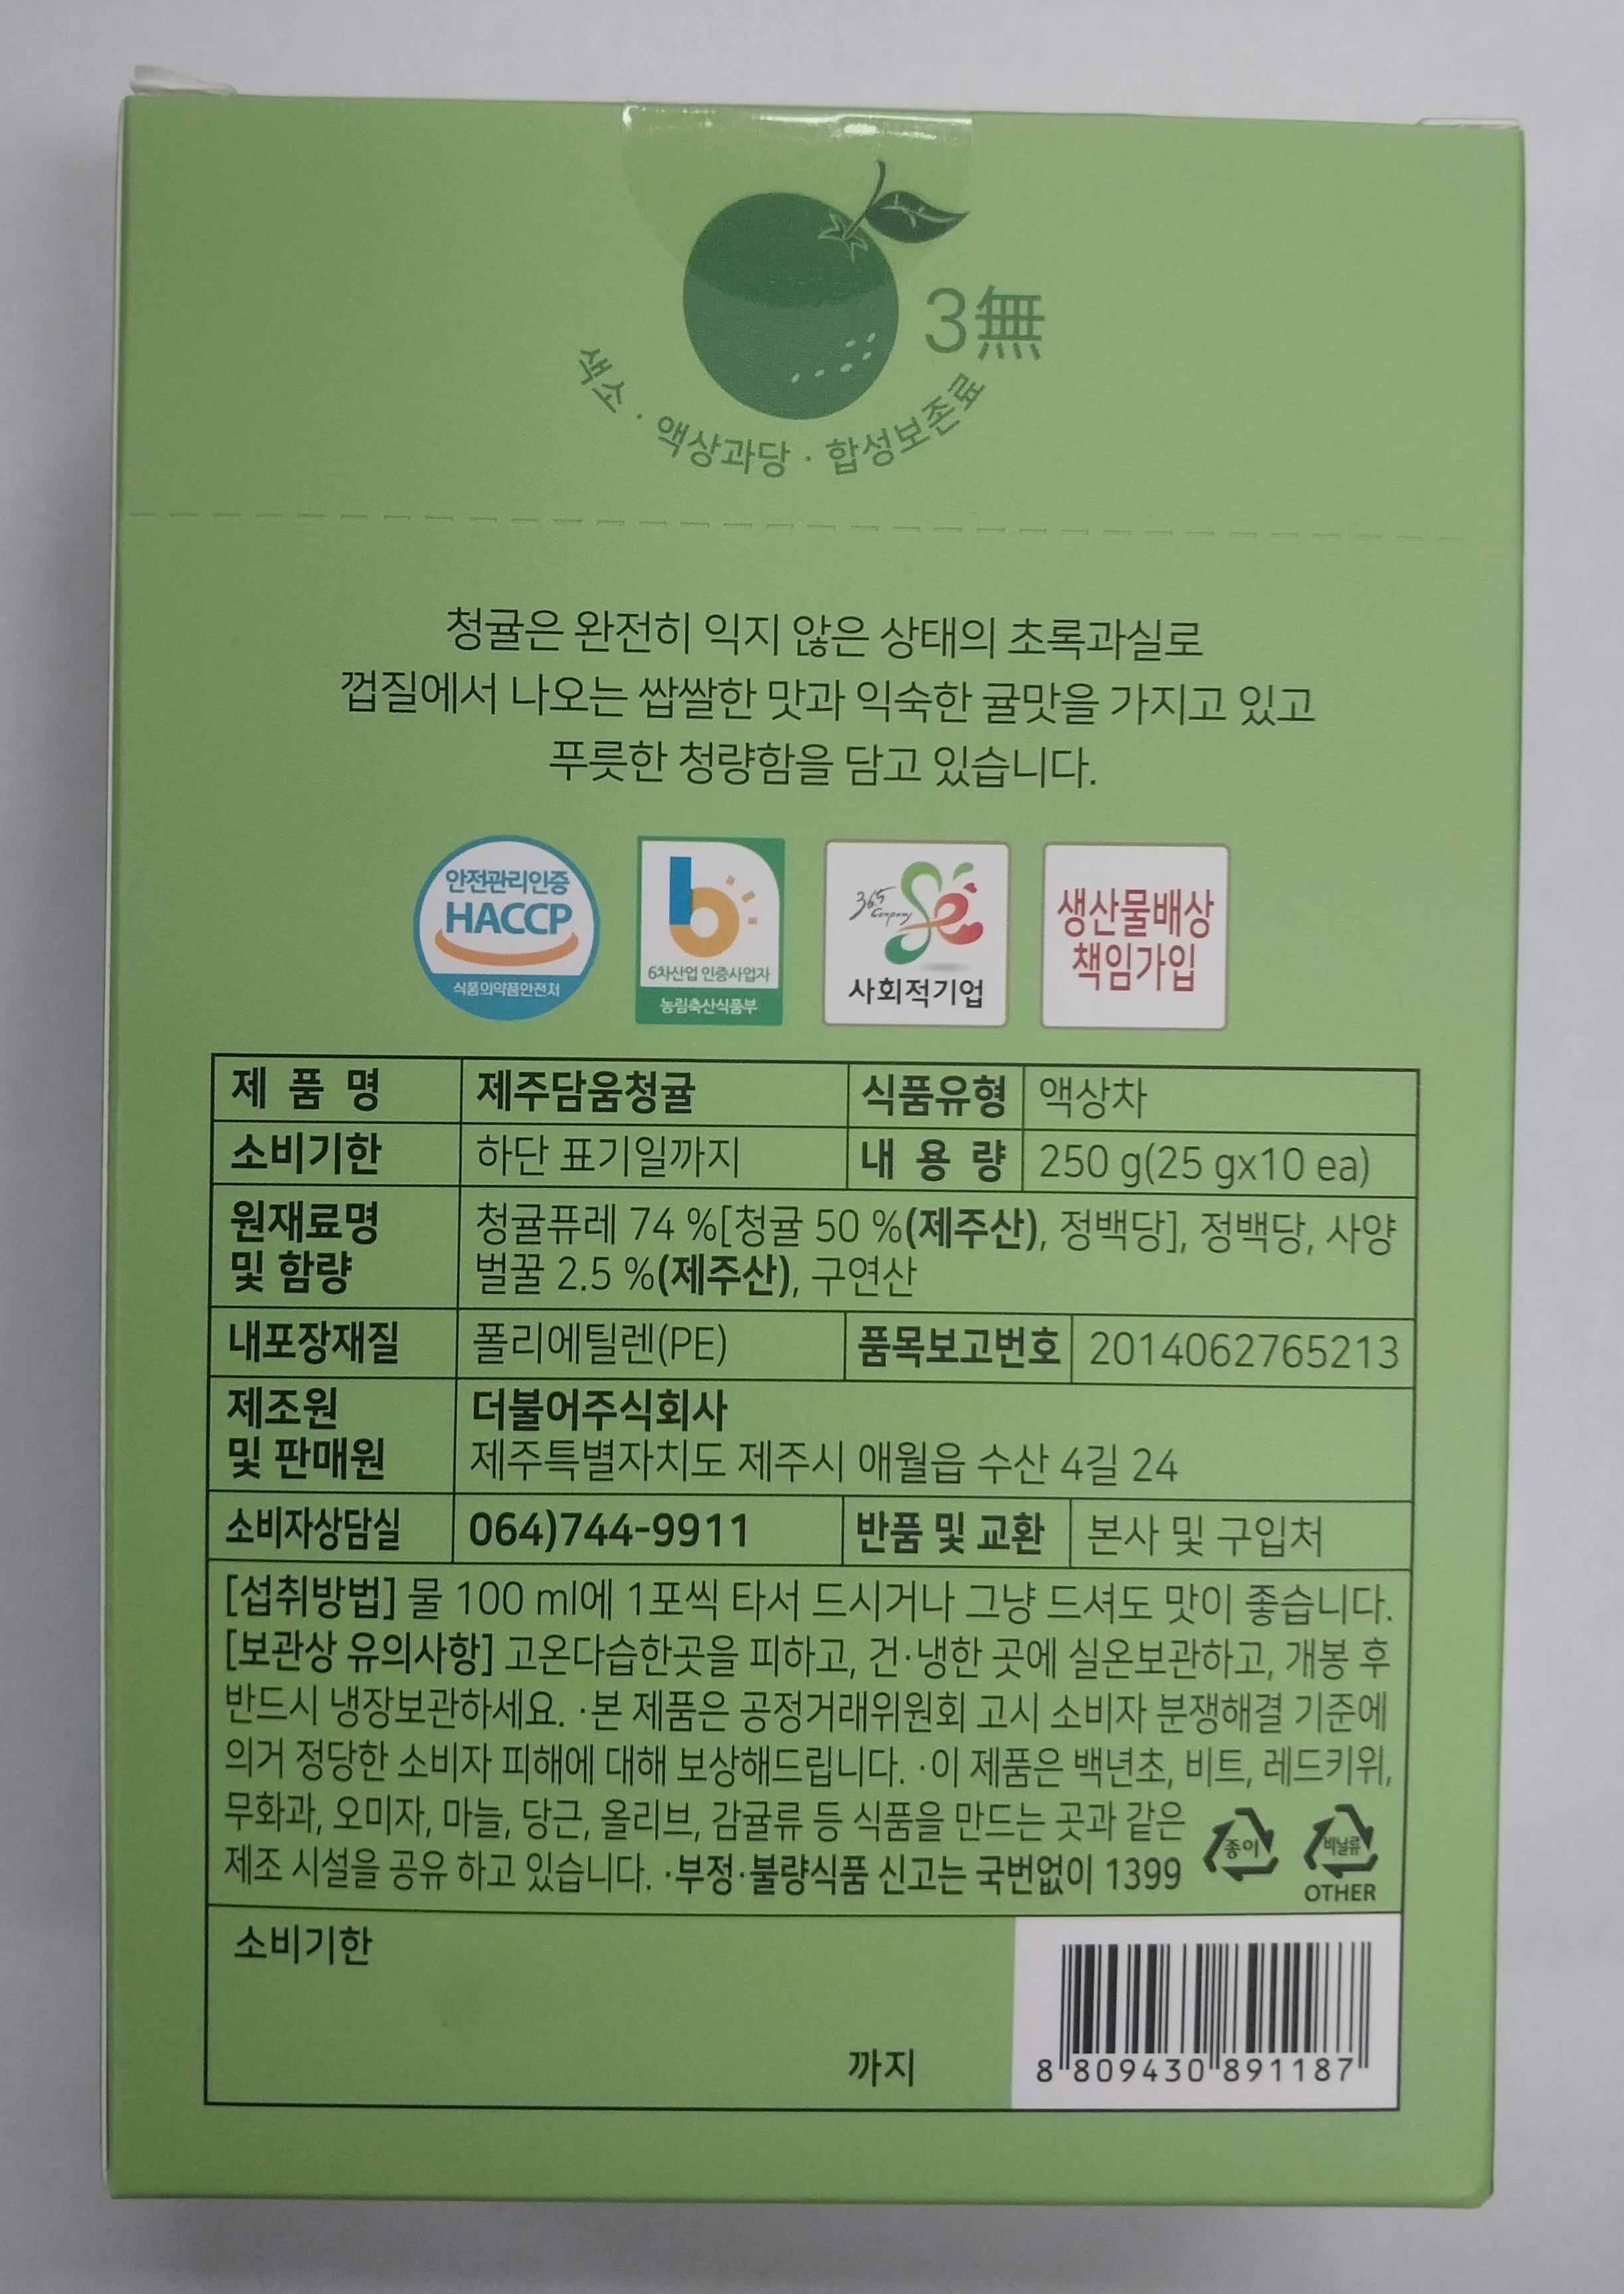 3無
색소 · 액상과당 · 합성보존료
청귤은 완전히 익지 않은 상태의 초록과실로
껍질에서 나오는 쌉쌀한 맛과 익숙한 귤맛을 가지고 있고
푸릇한 청량함을 담고 있습니다.
안전관리인증
HACCP
식품의약품안전처
6차산업 인증사업자
농림축산식품부
365
Company
사회적기업
생산물배상
책임가입
제 품 명 제주담움청귤 식품유형 액상차
소비기한 하단 표기일까지 내 용 량 250 g(25 gx10 ea)
원재료명 청귤퓨레 74 %[청귤 50 %(제주산), 정백당], 정백당, 사양
및 함량 벌꿀 2.5 %(제주산), 구연산
내포장재질 폴리에틸렌(PE) 품목보고번호 2014062765213
제조원 더불어주식회사
및 판매원 제주특별자치도 제주시 애월읍 수산 4길 24
소비자상담실 064)744-9911 반품 및 교환 본사 및 구입처
[섭취방법] 물 100 ml에 1포씩 타서 드시거나 그냥 드셔도 맛이 좋습니다.
[보관상 유의사항] 고온다습한곳을 피하고, 건·냉한 곳에 실온보관하고, 개봉 후
반드시 냉장보관하세요. ·본 제품은 공정거래위원회 고시 소비자 분쟁해결 기준에
의거 정당한 소비자 피해에 대해 보상해드립니다. ·이 제품은 백년초, 비트, 레드키위,
무화과, 오미자, 마늘, 당근, 올리브, 감귤류 등 식품을 만드는 곳과 같은
제조 시설을 공유 하고 있습니다. ·부정·불량식품 신고는 국번없이 1399
종이 비닐류
OTHER
소비기한
까지
8 809430 891187